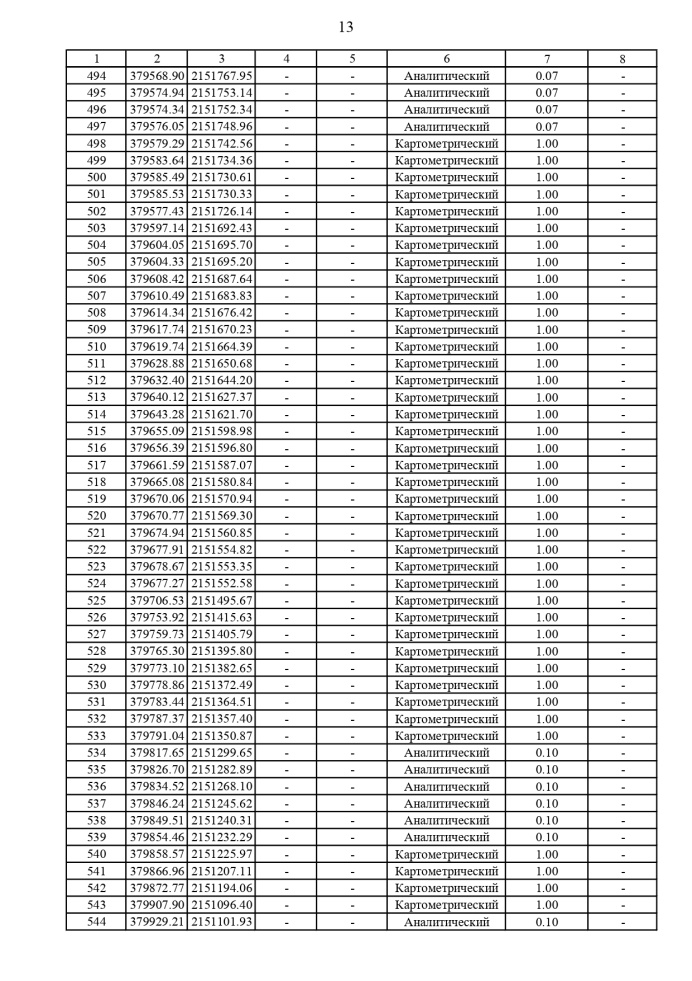 13
1 2 3 4 5 6 7 8
494 379568.90 2151767.95 - - Аналитический 0.07 -
495 379574.94 2151753.14 - - Аналитический 0.07 -
496 379574.34 2151752.34 - - Аналитический 0.07 -
497 379576.05 2151748.96 - - Аналитический 0.07 -
498 379579.29 2151742.56 - - Картометрический 1.00 -
499 379583.64 2151734.36 - - Картометрический 1.00 -
500 379585.49 2151730.61 - - Картометрический 1.00 -
501 379585.53 2151730.33 - - Картометрический 1.00 -
502 379577.43 2151726.14 - - Картометрический 1.00 -
503 379597.14 2151692.43 - - Картометрический 1.00 -
504 379604.05 2151695.70 - - Картометрический 1.00 -
505 379604.33 2151695.20 - - Картометрический 1.00 -
506 379608.42 2151687.64 - - Картометрический 1.00 -
507 379610.49 2151683.83 - - Картометрический 1.00 -
508 379614.34 2151676.42 - - Картометрический 1.00 -
509 379617.74 2151670.23 - - Картометрический 1.00 -
510 379619.74 2151664.39 - - Картометрический 1.00 -
511 379628.88 2151650.68 - - Картометрический 1.00 -
512 379632.40 2151644.20 - - Картометрический 1.00 -
513 379640.12 2151627.37 - - Картометрический 1.00 -
514 379643.28 2151621.70 - - Картометрический 1.00 -
515 379655.09 2151598.98 - - Картометрический 1.00 -
516 379656.39 2151596.80 - - Картометрический 1.00 -
517 379661.59 2151587.07 - - Картометрический 1.00 -
518 379665.08 2151580.84 - - Картометрический 1.00 -
519 379670.06 2151570.94 - - Картометрический 1.00 -
520 379670.77 2151569.30 - - Картометрический 1.00 -
521 379674.94 2151560.85 - - Картометрический 1.00 -
522 379677.91 2151554.82 - - Картометрический 1.00 -
523 379678.67 2151553.35 - - Картометрический 1.00 -
524 379677.27 2151552.58 - - Картометрический 1.00 -
525 379706.53 2151495.67 - - Картометрический 1.00 -
526 379753.92 2151415.63 - - Картометрический 1.00 -
527 379759.73 2151405.79 - - Картометрический 1.00 -
528 379765.30 2151395.80 - - Картометрический 1.00 -
529 379773.10 2151382.65 - - Картометрический 1.00 -
530 379778.86 2151372.49 - - Картометрический 1.00 -
531 379783.44 2151364.51 - - Картометрический 1.00 -
532 379787.37 2151357.40 - - Картометрический 1.00 -
533 379791.04 2151350.87 - - Картометрический 1.00 -
534 379817.65 2151299.65 - - Аналитический 0.10 -
535 379826.70 2151282.89 - - Аналитический 0.10 -
536 379834.52 2151268.10 - - Аналитический 0.10 -
537 379846.24 2151245.62 - - Аналитический 0.10 -
538 379849.51 2151240.31 - - Аналитический 0.10 -
539 379854.46 2151232.29 - - Аналитический 0.10 -
540 379858.57 2151225.97 - - Картометрический 1.00 -
541 379866.96 2151207.11 - - Картометрический 1.00 -
542 379872.77 2151194.06 - - Картометрический 1.00 -
543 379907.90 2151096.40 - - Картометрический 1.00 -
544 379929.21 2151101.93 - - Аналитический 0.10 -